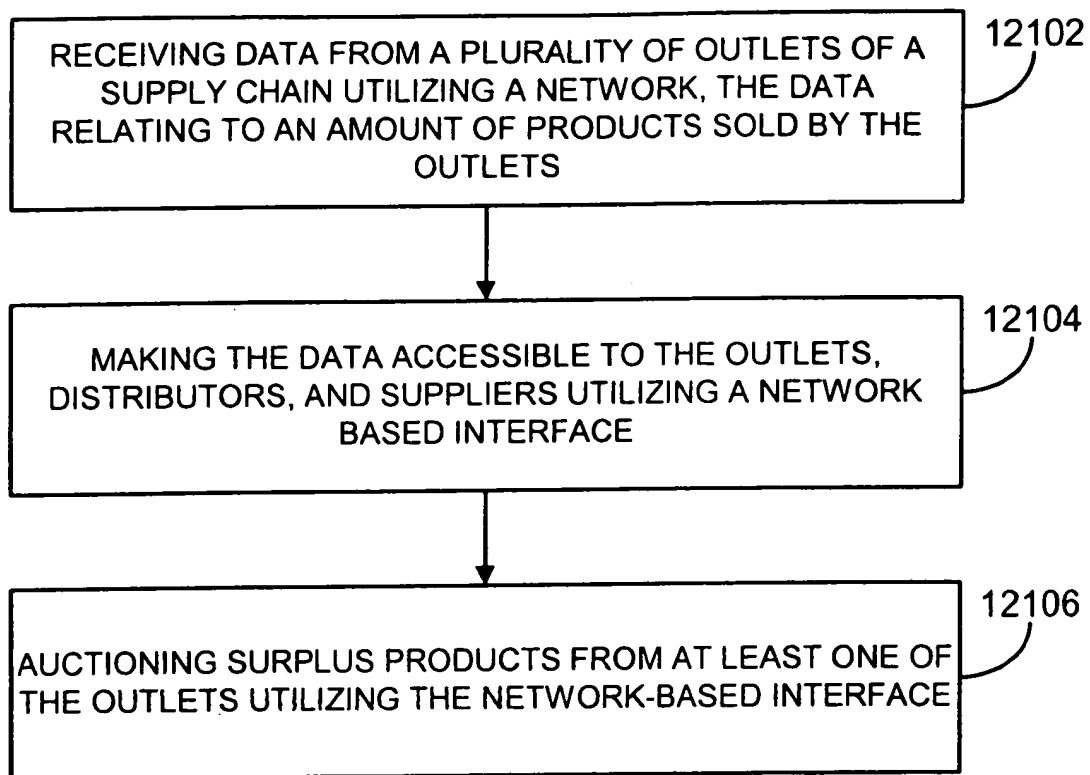 RECEIVING DATA FROM A PLURALITY OF OUTLETS OF A
SUPPLY CHAIN UTILIZING A NETWORK, THE DATA
RELATING TO AN AMOUNT OF PRODUCTS SOLD BY THE
OUTLETS
12102
MAKING THE DATA ACCESSIBLE TO THE OUTLETS,
DISTRIBUTORS, AND SUPPLIERS UTILIZING A NETWORK
BASED INTERFACE
12104
AUCTIONING SURPLUS PRODUCTS FROM AT LEAST ONE OF
THE OUTLETS UTILIZING THE NETWORK-BASED INTERFACE
12106